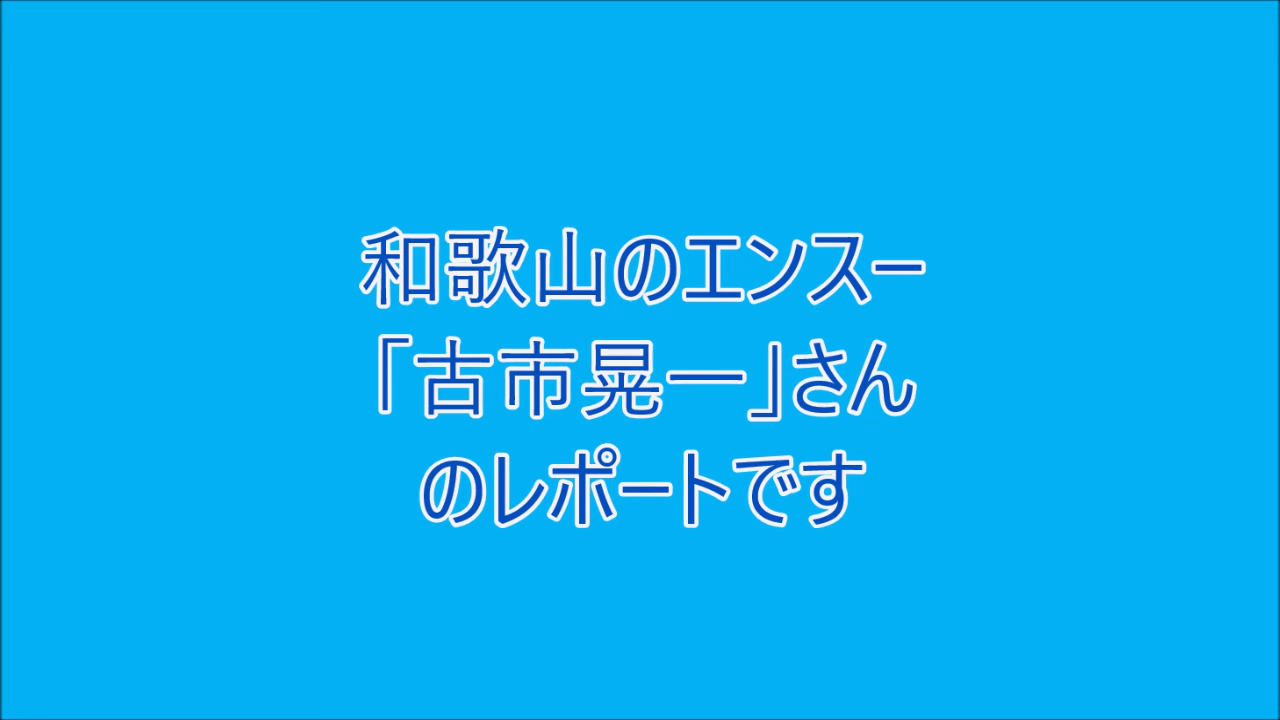 和歌山のエンスー
「古市晃一」さん
のレポートです